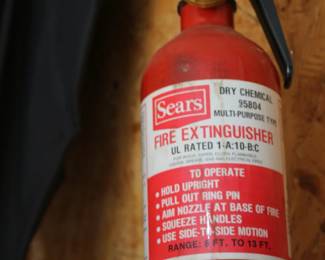 Sears
DRY CHEMICAL
95804
MULTI-PURPOSE TYPE
FIRE EXTINGUISHER
UL RATED 1-A:10-B:C
TO OPERATE
• HOLD UPRIGHT
• PULL OUT RING PIN
• AIM NOZZLE AT BASE OF FIRE
• SQUEEZE HANDLES
• USE SIDE-TO-SIDE MOTION
RANGE: 8 FT. TO 13 FT.